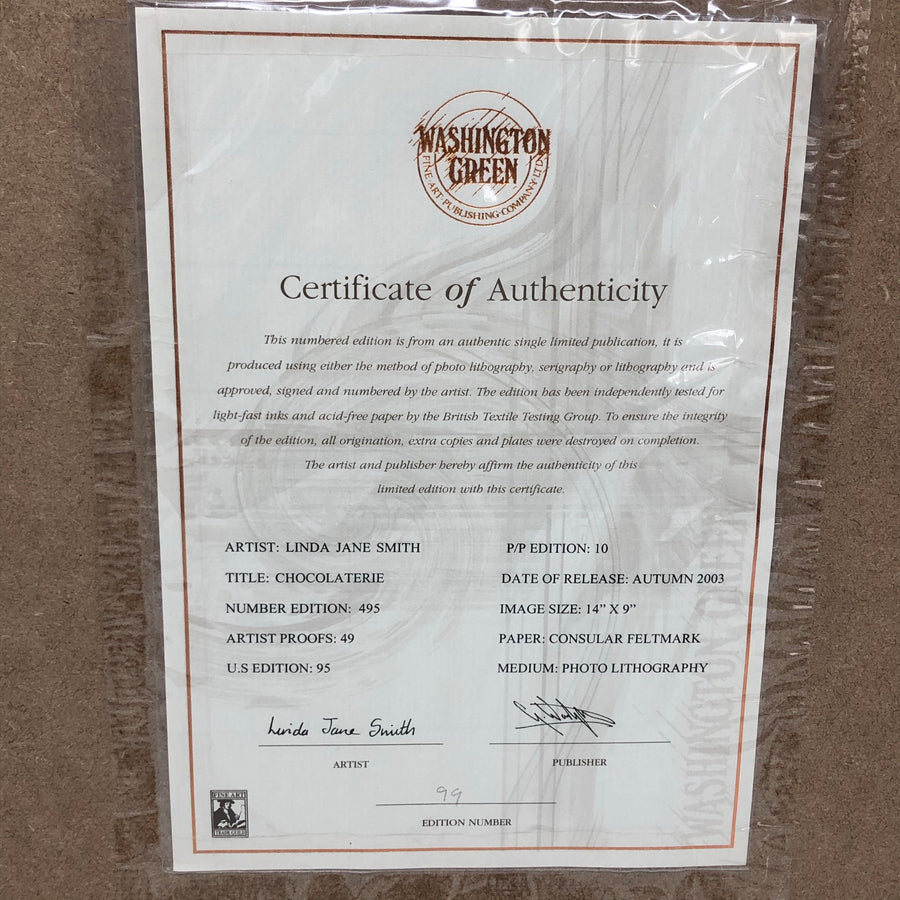 WASHINGTON
GREEN
FINE·ART·PUBLISHING·COMPANY·LTD
Certificate of Authenticity
This numbered edition is from an authentic single limited publication, it is
produced using either the method of photo lithography, serigraphy or lithography and is
approved, signed and numbered by the artist. The edition has been independently tested for
light-fast inks and acid-free paper by the British Textile Testing Group. To ensure the integrity
of the edition, all origination, extra copies and plates were destroyed on completion.
The artist and publisher hereby affirm the authenticity of this
limited edition with this certificate.
ARTIST: LINDA JANE SMITH
P/P EDITION: 10
TITLE: CHOCOLATERIE
DATE OF RELEASE: AUTUMN 2003
NUMBER EDITION: 495
IMAGE SIZE: 14” X 9”
ARTIST PROOFS: 49
PAPER: CONSULAR FELTMARK
U.S EDITION: 95
MEDIUM: PHOTO LITHOGRAPHY
Linda Jane Smith
ARTIST
PUBLISHER
99
EDITION NUMBER
FINE ART
TRADE GUILD
WASHINGTON GREEN